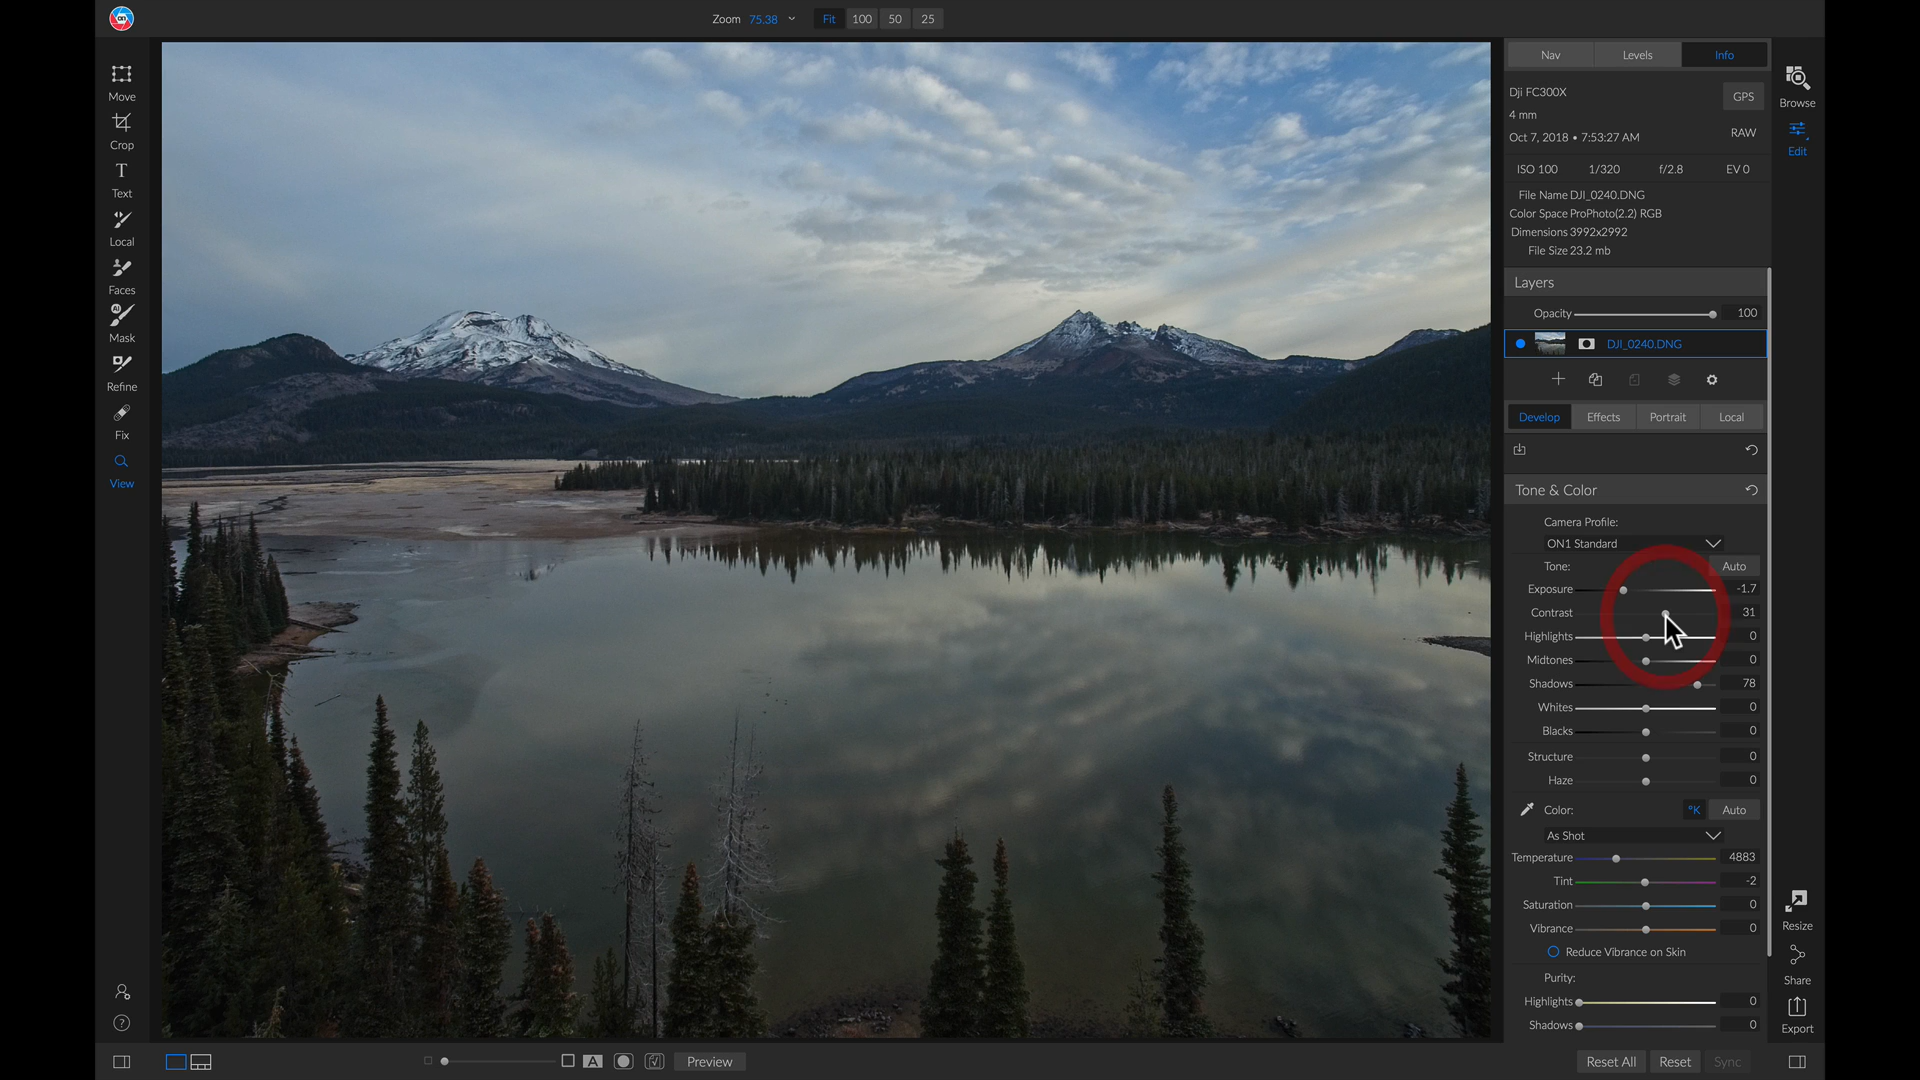 on
Zoom 75.38 Fit 100 50 25
Move
Crop
T
Text
Local
Faces
AI
Mask
Refine
Fix
View
?
Nav Levels Info
Dji FC300X GPS
4 mm
Oct 7, 2018 • 7:53:27 AM RAW
ISO 100 1/320 f/2.8 EV 0
File Name DJI_0240.DNG
Color Space ProPhoto(2.2) RGB
Dimensions 3992x2992
File Size 23.2 mb
Layers
Opacity 100
DJI_0240.DNG
Develop Effects Portrait Local
Tone & Color
Camera Profile:
ON1 Standard
Tone: Auto
Exposure -1.7
Contrast 31
Highlights 0
Midtones 0
Shadows 78
Whites 0
Blacks 0
Structure 0
Haze 0
Color: °K Auto
As Shot
Temperature 4883
Tint -2
Saturation 0
Vibrance 0
Reduce Vibrance on Skin
Purity:
Highlights 0
Shadows 0
Browse
Edit
Resize
Share
Export
A Preview
Reset All Reset Sync